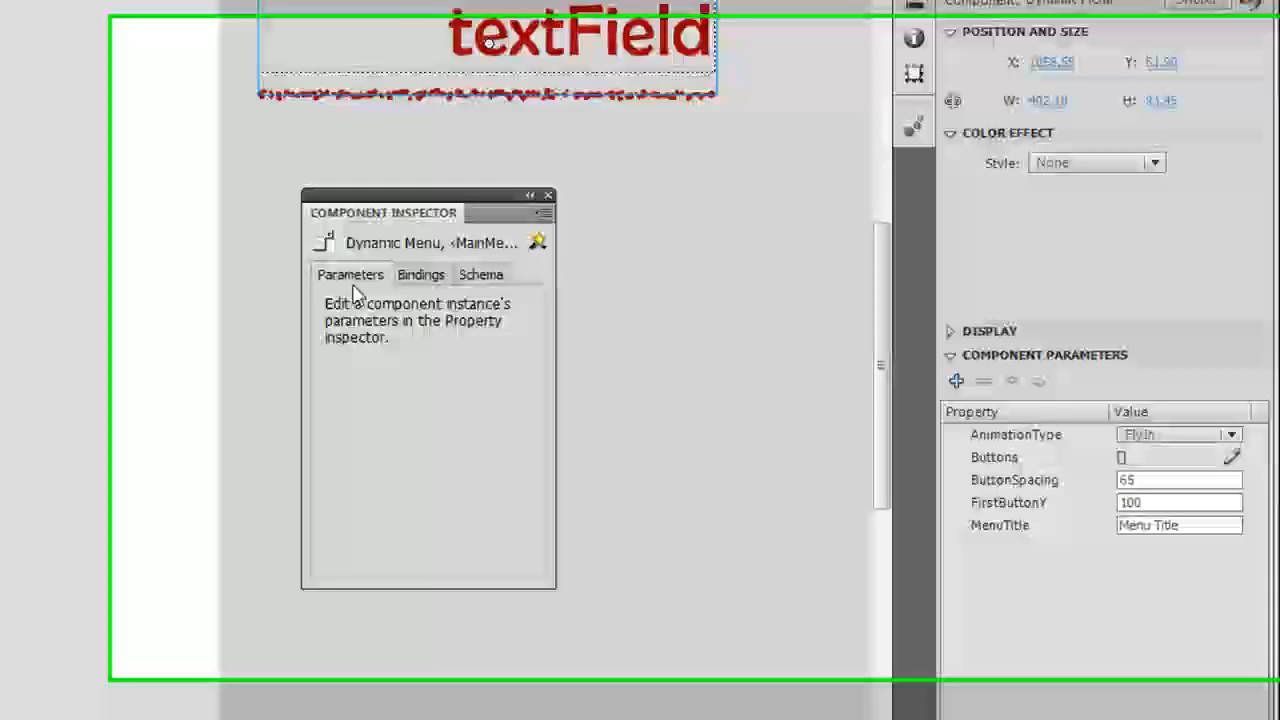 textField
POSITION AND SIZE
X: Y:
W: 402.10 H:
COLOR EFFECT
Style: None
COMPONENT INSPECTOR
Dynamic Menu, <MainMe...
Parameters Bindings Schema
Edit a component instance's
parameters in the Property
inspector.
DISPLAY
COMPONENT PARAMETERS
Property Value
AnimationType FlyIn
Buttons []
ButtonSpacing 65
FirstButtonY 100
MenuTitle Menu Title